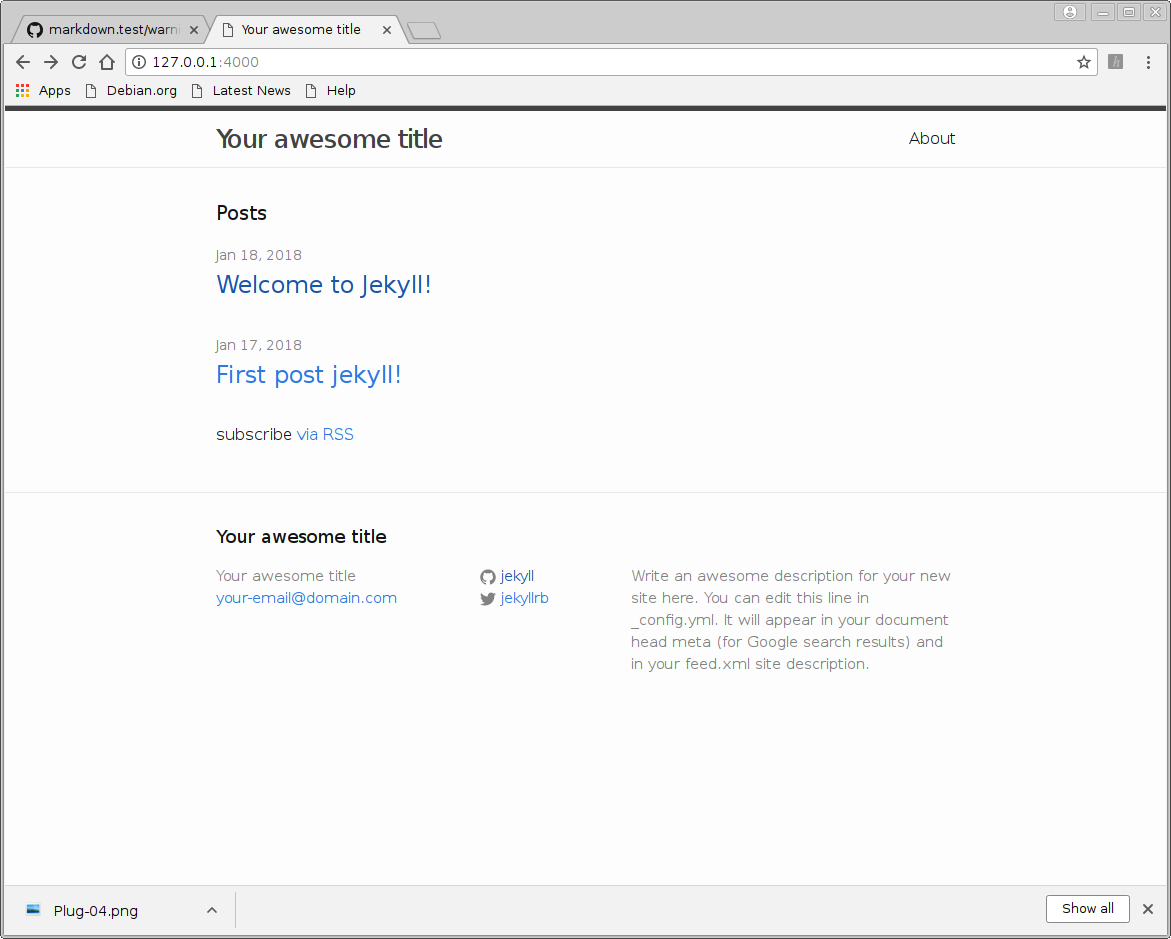 markdown.test/warn
Your awesome title
127.0.0.1:4000
Apps Debian.org Latest News Help
Your awesome title
About
Posts
Jan 18, 2018
Welcome to Jekyll!
Jan 17, 2018
First post jekyll!
subscribe via RSS
Your awesome title
Your awesome title
your-email@domain.com
jekyll
jekyllrb
Write an awesome description for your new
site here. You can edit this line in
_config.yml. It will appear in your document
head meta (for Google search results) and
in your feed.xml site description.
Plug-04.png
Show all